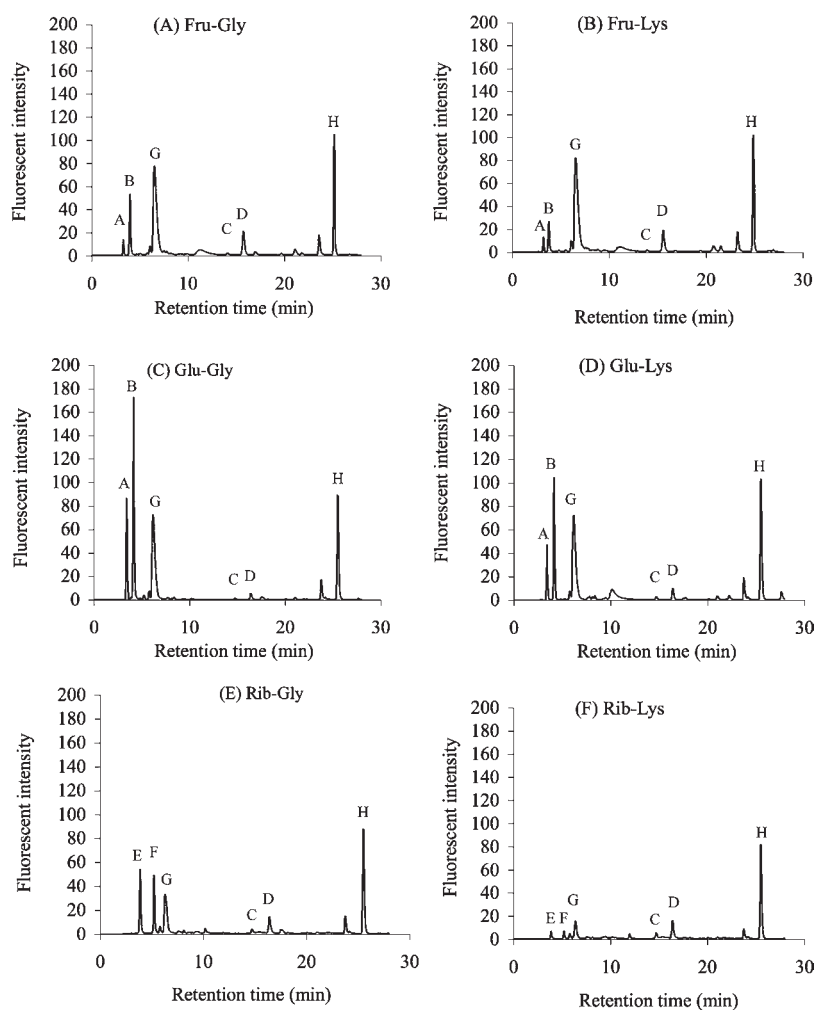 (A) Fru-Gly
200
180
160
140
120
100
80
60
40
20
0
Fluorescent intensity
A
B
G
C
D
H
0
10
20
30
Retention time (min)
(B) Fru-Lys
200
180
160
140
120
100
80
60
40
20
0
Fluorescent intensity
A
B
G
C
D
H
0
10
20
30
Retention time (min)
(C) Glu-Gly
200
180
160
140
120
100
80
60
40
20
0
Fluorescent intensity
A
B
G
C
D
H
0
10
20
30
Retention time (min)
(D) Glu-Lys
200
180
160
140
120
100
80
60
40
20
0
Fluorescent intensity
A
B
G
C
D
H
0
10
20
30
Retention time (min)
(E) Rib-Gly
200
180
160
140
120
100
80
60
40
20
0
Fluorescent intensity
E
F
G
C
D
H
0
10
20
30
Retention time (min)
(F) Rib-Lys
200
180
160
140
120
100
80
60
40
20
0
Fluorescent intensity
E
F
G
C
D
H
0
10
20
30
Retention time (min)